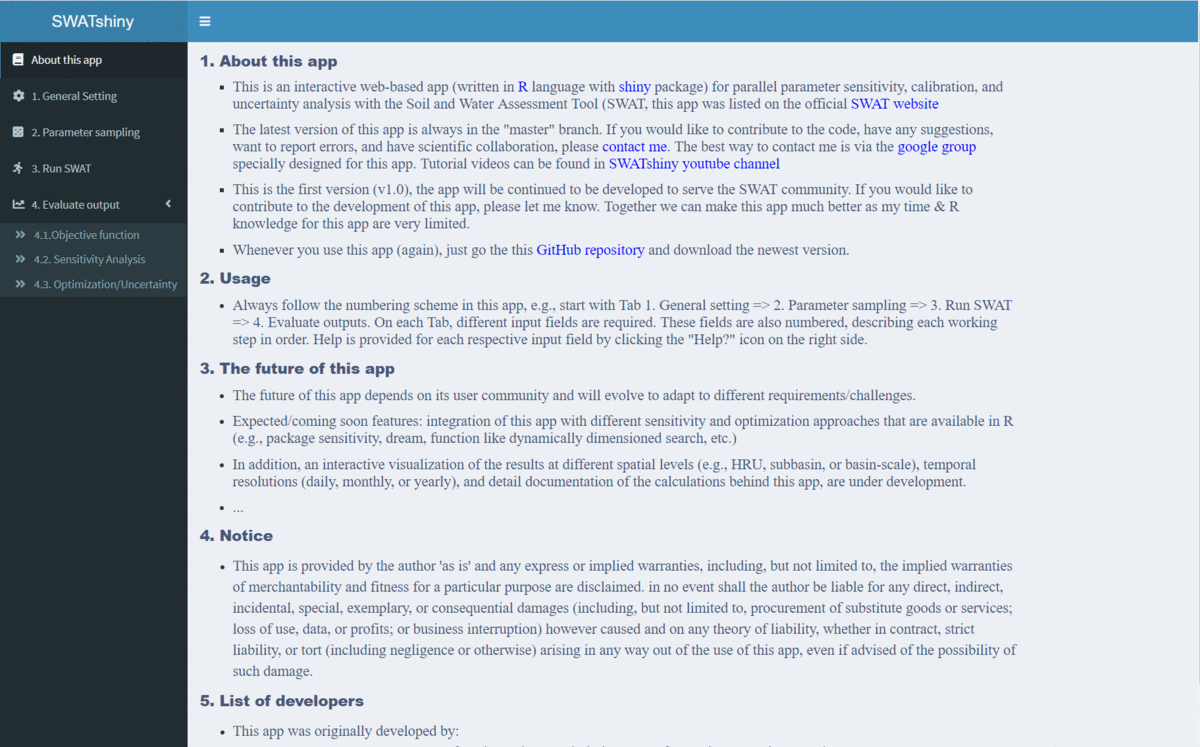 SWATshiny
About this app
1. General Setting
2. Parameter sampling
3. Run SWAT
4. Evaluate output
4.1.Objective function
4.2. Sensitivity Analysis
4.3. Optimization/Uncertainty
1. About this app
This is an interactive web-based app (written in R language with shiny package) for parallel parameter sensitivity, calibration, and
uncertainty analysis with the Soil and Water Assessment Tool (SWAT, this app was listed on the official SWAT website
The latest version of this app is always in the "master" branch. If you would like to contribute to the code, have any suggestions,
want to report errors, and have scientific collaboration, please contact me. The best way to contact me is via the google group
specially designed for this app. Tutorial videos can be found in SWATshiny youtube channel
This is the first version (v1.0), the app will be continued to be developed to serve the SWAT community. If you would like to
contribute to the development of this app, please let me know. Together we can make this app much better as my time & R
knowledge for this app are very limited.
Whenever you use this app (again), just go the this GitHub repository and download the newest version.
2. Usage
Always follow the numbering scheme in this app, e.g., start with Tab 1. General setting => 2. Parameter sampling => 3. Run SWAT
=> 4. Evaluate outputs. On each Tab, different input fields are required. These fields are also numbered, describing each working
step in order. Help is provided for each respective input field by clicking the "Help?" icon on the right side.
3. The future of this app
The future of this app depends on its user community and will evolve to adapt to different requirements/challenges.
Expected/coming soon features: integration of this app with different sensitivity and optimization approaches that are available in R
(e.g., package sensitivity, dream, function like dynamically dimensioned search, etc.)
In addition, an interactive visualization of the results at different spatial levels (e.g., HRU, subbasin, or basin-scale), temporal
resolutions (daily, monthly, or yearly), and detail documentation of the calculations behind this app, are under development.
...
4. Notice
This app is provided by the author 'as is' and any express or implied warranties, including, but not limited to, the implied warranties
of merchantability and fitness for a particular purpose are disclaimed. in no event shall the author be liable for any direct, indirect,
incidental, special, exemplary, or consequential damages (including, but not limited to, procurement of substitute goods or services;
loss of use, data, or profits; or business interruption) however caused and on any theory of liability, whether in contract, strict
liability, or tort (including negligence or otherwise) arising in any way out of the use of this app, even if advised of the possibility of
such damage.
5. List of developers
This app was originally developed by: